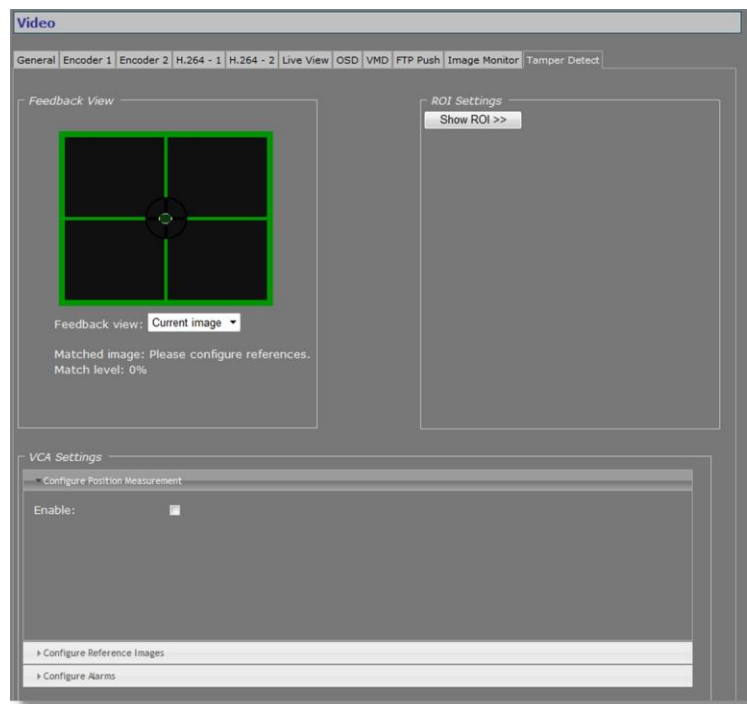 Video
General Encoder 1 Encoder 2 H.264 - 1 H.264 - 2 Live View OSD VMD FTP Push Image Monitor Tamper Detect
Feedback View
ROI Settings
Show ROI >>
Feedback view: Current image
Matched image: Please configure references.
Match level: 0%
VCA Settings
Configure Position Measurement
Enable:
Configure Reference Images
Configure Alarms